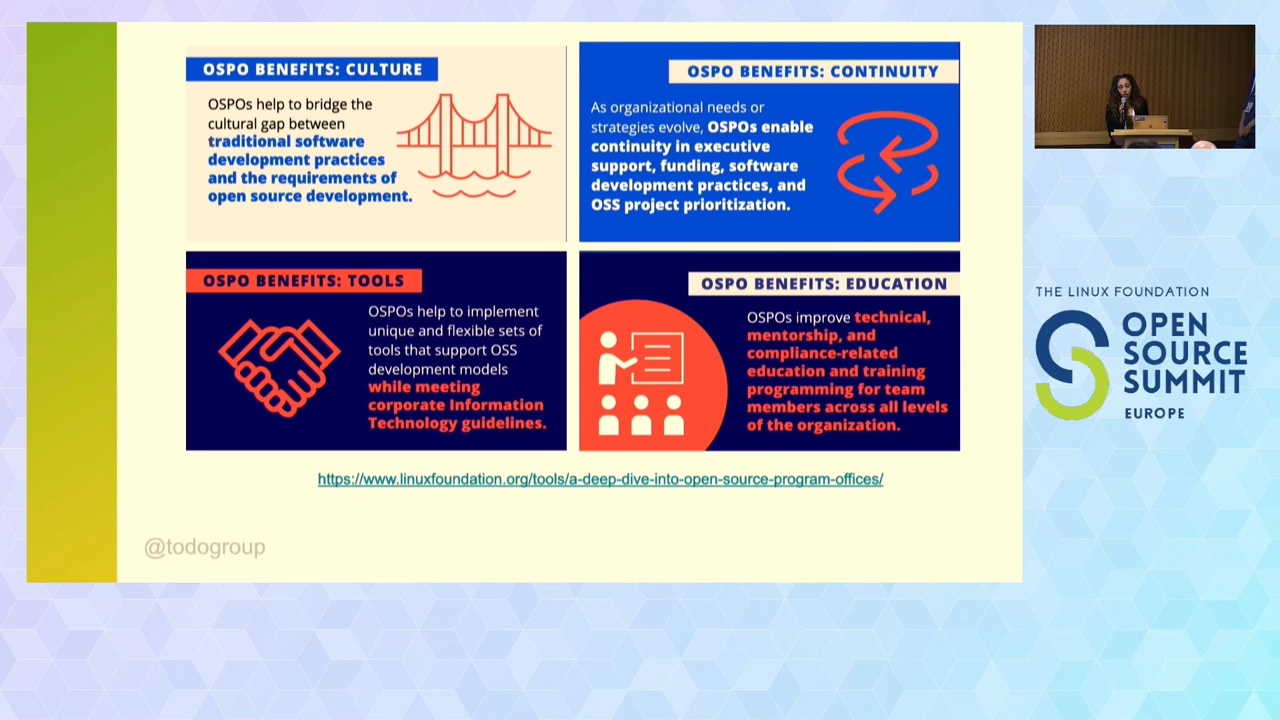 OSPO BENEFITS: CULTURE
OSPOs help to bridge the
cultural gap between
traditional software
development practices
and the requirements of
open source development.
OSPO BENEFITS: CONTINUITY
As organizational needs or
strategies evolve, OSPOs enable
continuity in executive
support, funding, software
development practices, and
OSS project prioritization.
OSPO BENEFITS: TOOLS
OSPOs help to implement
unique and flexible sets of
tools that support OSS
development models
while meeting
corporate Information
Technology guidelines.
OSPO BENEFITS: EDUCATION
OSPOs improve technical,
mentorship, and
compliance-related
education and training
programming for team
members across all levels
of the organization.
https://www.linuxfoundation.org/tools/a-deep-dive-into-open-source-program-offices/
@todogroup
THE LINUX FOUNDATION
OPEN
SOURCE
SUMMIT
EUROPE